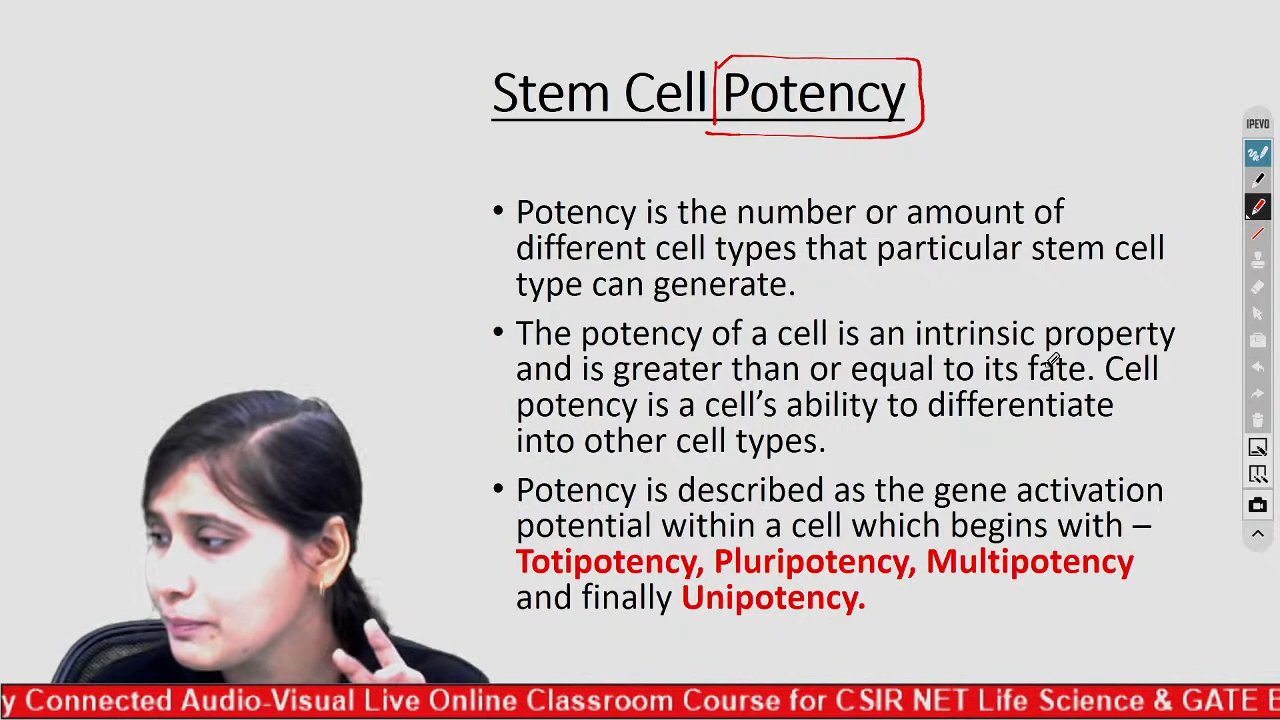 Stem Cell Potency
IPEVO
• Potency is the number or amount of
different cell types that particular stem cell
type can generate.
• The potency of a cell is an intrinsic property
and is greater than or equal to its fate. Cell
potency is a cell's ability to differentiate
into other cell types.
• Potency is described as the gene activation
potential within a cell which begins with –
Totipotency, Pluripotency, Multipotency
and finally Unipotency.
y Connected Audio-Visual Live Online Classroom Course for CSIR NET Life Science & GATE